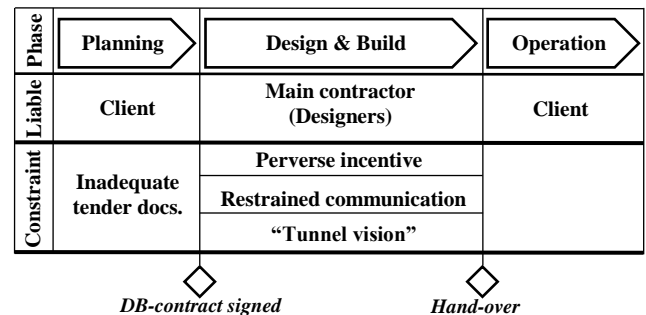 Phase
Planning
Design & Build
Operation
Liable
Client
Main contractor
(Designers)
Client
Constraint
Inadequate
tender docs.
Perverse incentive
Restrained communication
“Tunnel vision”
DB-contract signed
Hand-over